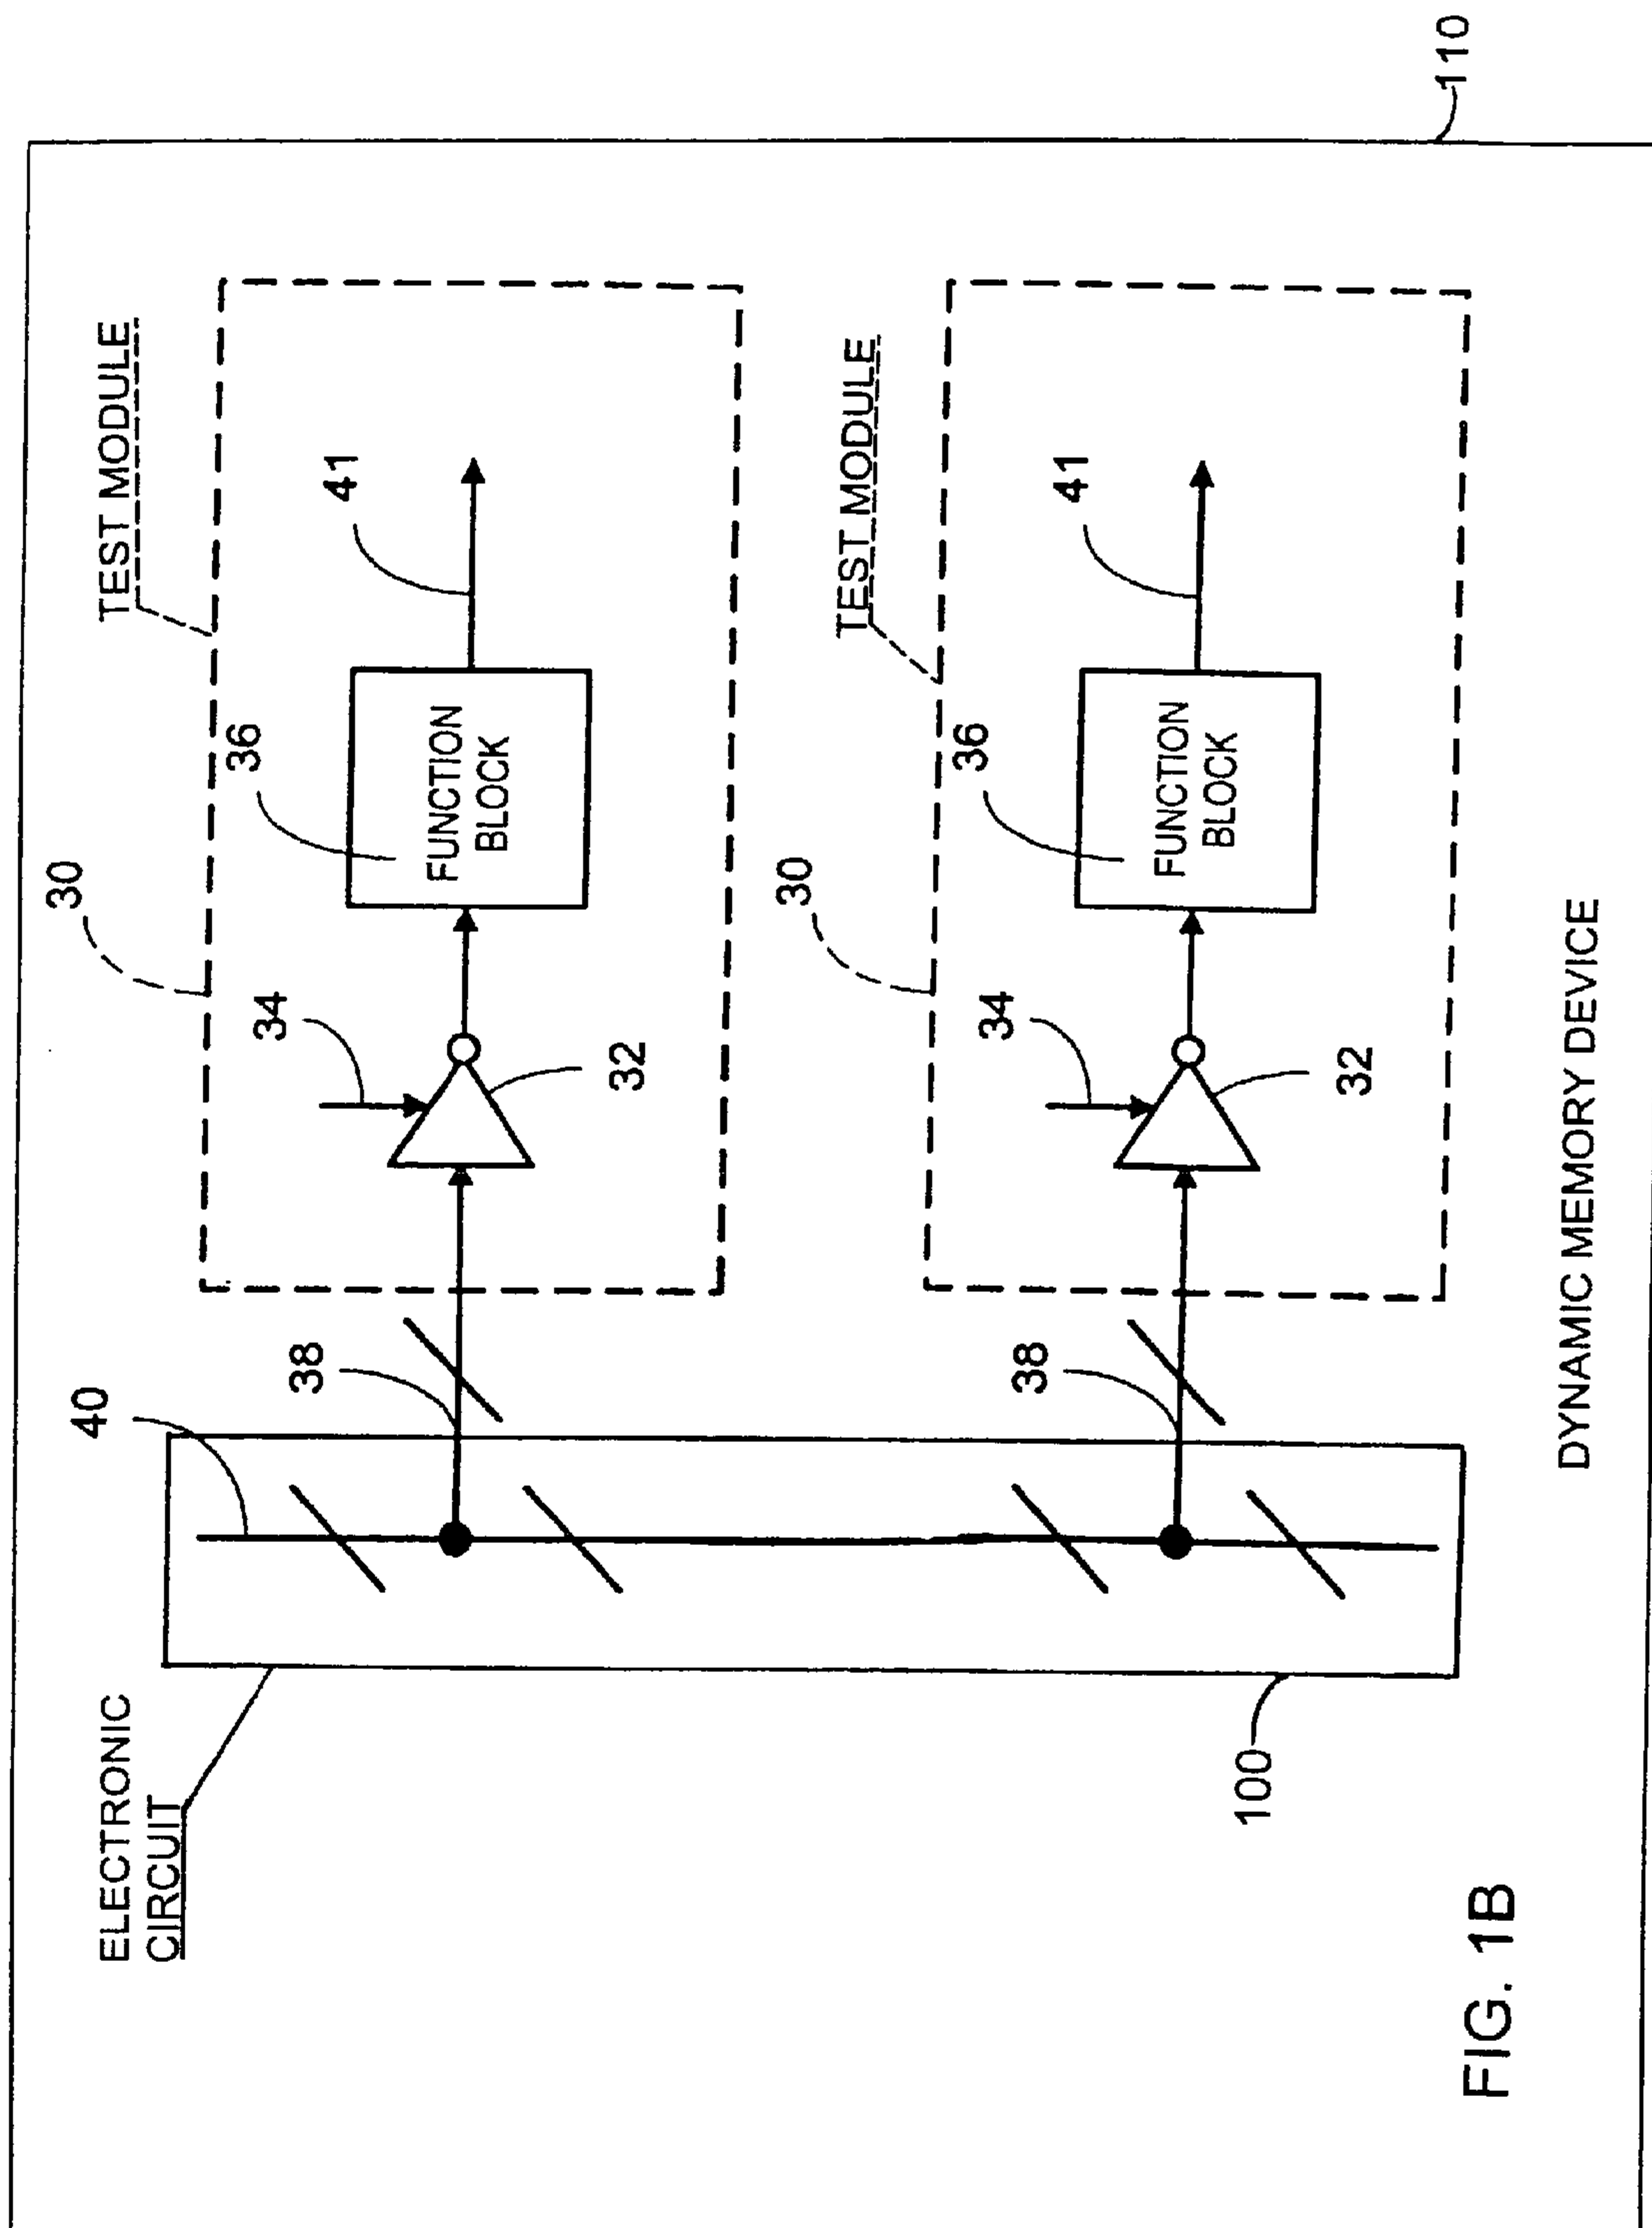 ELECTRONIC
CIRCUIT
40
30
TEST MODULE
38
34
36
41
FUNCTION
BLOCK
32
30
TEST MODULE
38
34
36
41
FUNCTION
BLOCK
100
32
110
FIG. 1B
DYNAMIC MEMORY DEVICE